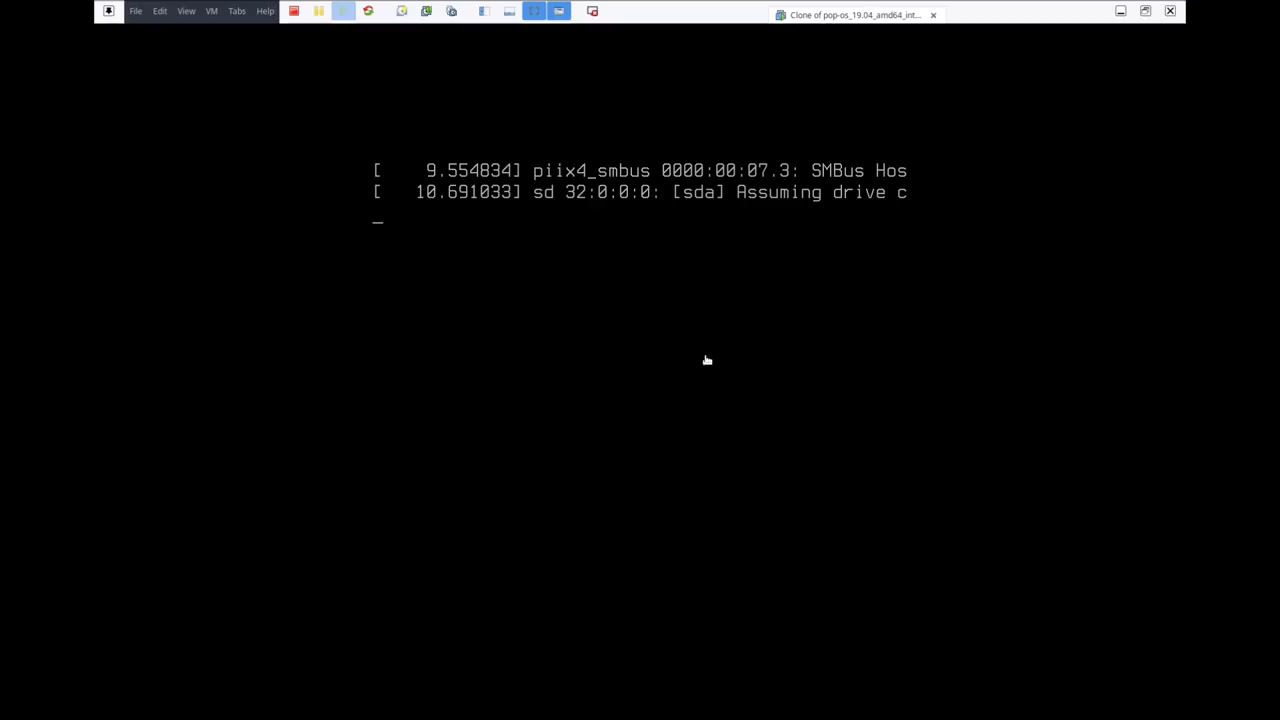 File Edit View VM Tabs Help
Clone of pop-os_19.04_amd64_int...
[    9.554834] piix4_smbus 0000:00:07.3: SMBus Hos
[   10.691033] sd 32:0:0:0: [sda] Assuming drive c
_